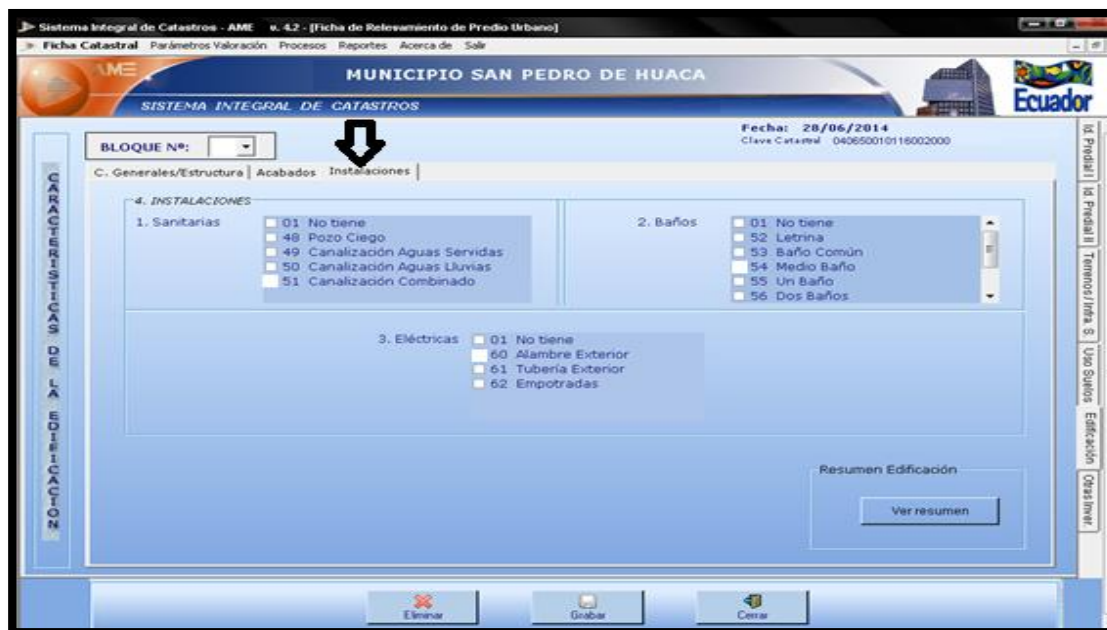 Sistema Integral de Catastros - AME v. 4.2 - [Ficha de Relevamiento de Predio Urbano]
Ficha Catastral Parámetros Valoración Procesos Reportes Acerca de Salir
AME
MUNICIPIO SAN PEDRO DE HUACA
SISTEMA INTEGRAL DE CATASTROS
Ecuador
Fecha: 28/06/2014
Clave Catastral 040650010116002000
BLOQUE Nº:
C. Generales/Estructura Acabados Instalaciones
CARACTERISTICAS DE LA EDIFICACION
4. INSTALACIONES
1. Sanitarias
01 No tiene
48 Pozo Ciego
49 Canalización Aguas Servidas
50 Canalización Aguas Lluvias
51 Canalización Combinado
2. Baños
01 No tiene
52 Letrina
53 Baño Común
54 Medio Baño
55 Un Baño
56 Dos Baños
3. Eléctricas
01 No tiene
60 Alambre Exterior
61 Tubería Exterior
62 Empotradas
Resumen Edificación
Ver resumen
Id. Predial I
Id. Predial II
Terrenos / Infra. S.
Uso Suelos
Edificación
Otras Inver.
Eliminar
Grabar
Cerrar